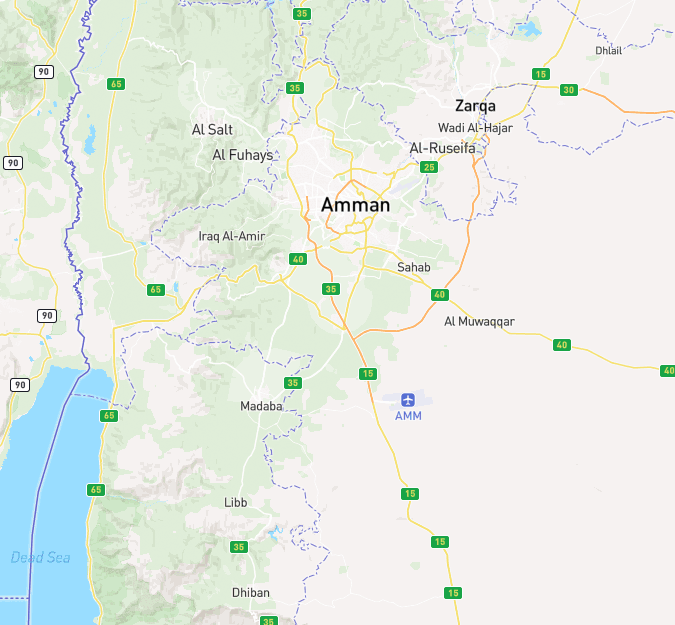 35
Dhlail
90
15
65
35
30
Zarqa
Al Salt
Wadi Al-Hajar
Al Fuhays
Al-Ruseifa
90
25
Amman
Iraq Al-Amir
40
Sahab
65
35
40
90
Al Muwaqqar
40
40
15
35
90
AMM
Madaba
65
65
15
Libb
15
35
Dead Sea
Dhiban
15
35